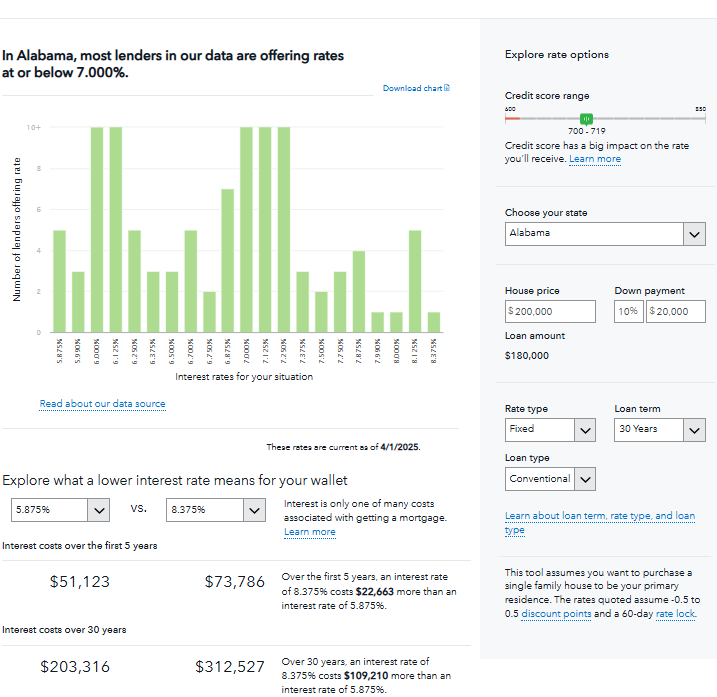 In Alabama, most lenders in our data are offering rates
at or below 7.000%.
Download chart
Number of lenders offering rate
10+
8
6
4
2
0
5.875%
5.990%
6.000%
6.125%
6.250%
6.375%
6.500%
6.700%
6.750%
6.875%
7.000%
7.125%
7.250%
7.375%
7.500%
7.750%
7.875%
7.990%
8.000%
8.125%
8.375%
Interest rates for your situation
Read about our data source
These rates are current as of 4/1/2025.
Explore what a lower interest rate means for your wallet
5.875%
VS.
8.375%
Interest is only one of many costs
associated with getting a mortgage.
Learn more
Interest costs over the first 5 years
$51,123
$73,786
Over the first 5 years, an interest rate
of 8.375% costs $22,663 more than an
interest rate of 5.875%.
Interest costs over 30 years
$203,316
$312,527
Over 30 years, an interest rate of
8.375% costs $109,210 more than an
interest rate of 5.875%.
Explore rate options
Credit score range
600
850
700 - 719
Credit score has a big impact on the rate
you'll receive. Learn more
Choose your state
Alabama
House price
Down payment
$ 200,000
10%
$ 20,000
Loan amount
$180,000
Rate type
Loan term
Fixed
30 Years
Loan type
Conventional
Learn about loan term, rate type, and loan
type
This tool assumes you want to purchase a
single family house to be your primary
residence. The rates quoted assume -0.5 to
0.5 discount points and a 60-day rate lock.